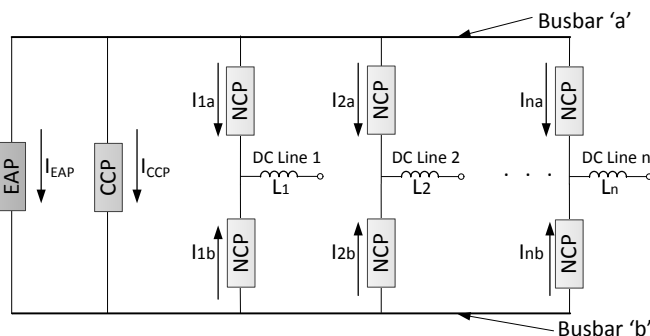 Busbar 'a'
I1a
NCP
I2a
NCP
Ina
NCP
EAP
IEAP
CCP
ICCP
DC Line 1
L1
DC Line 2
L2
. . .
DC Line n
Ln
I1b
NCP
I2b
NCP
Inb
NCP
Busbar 'b'